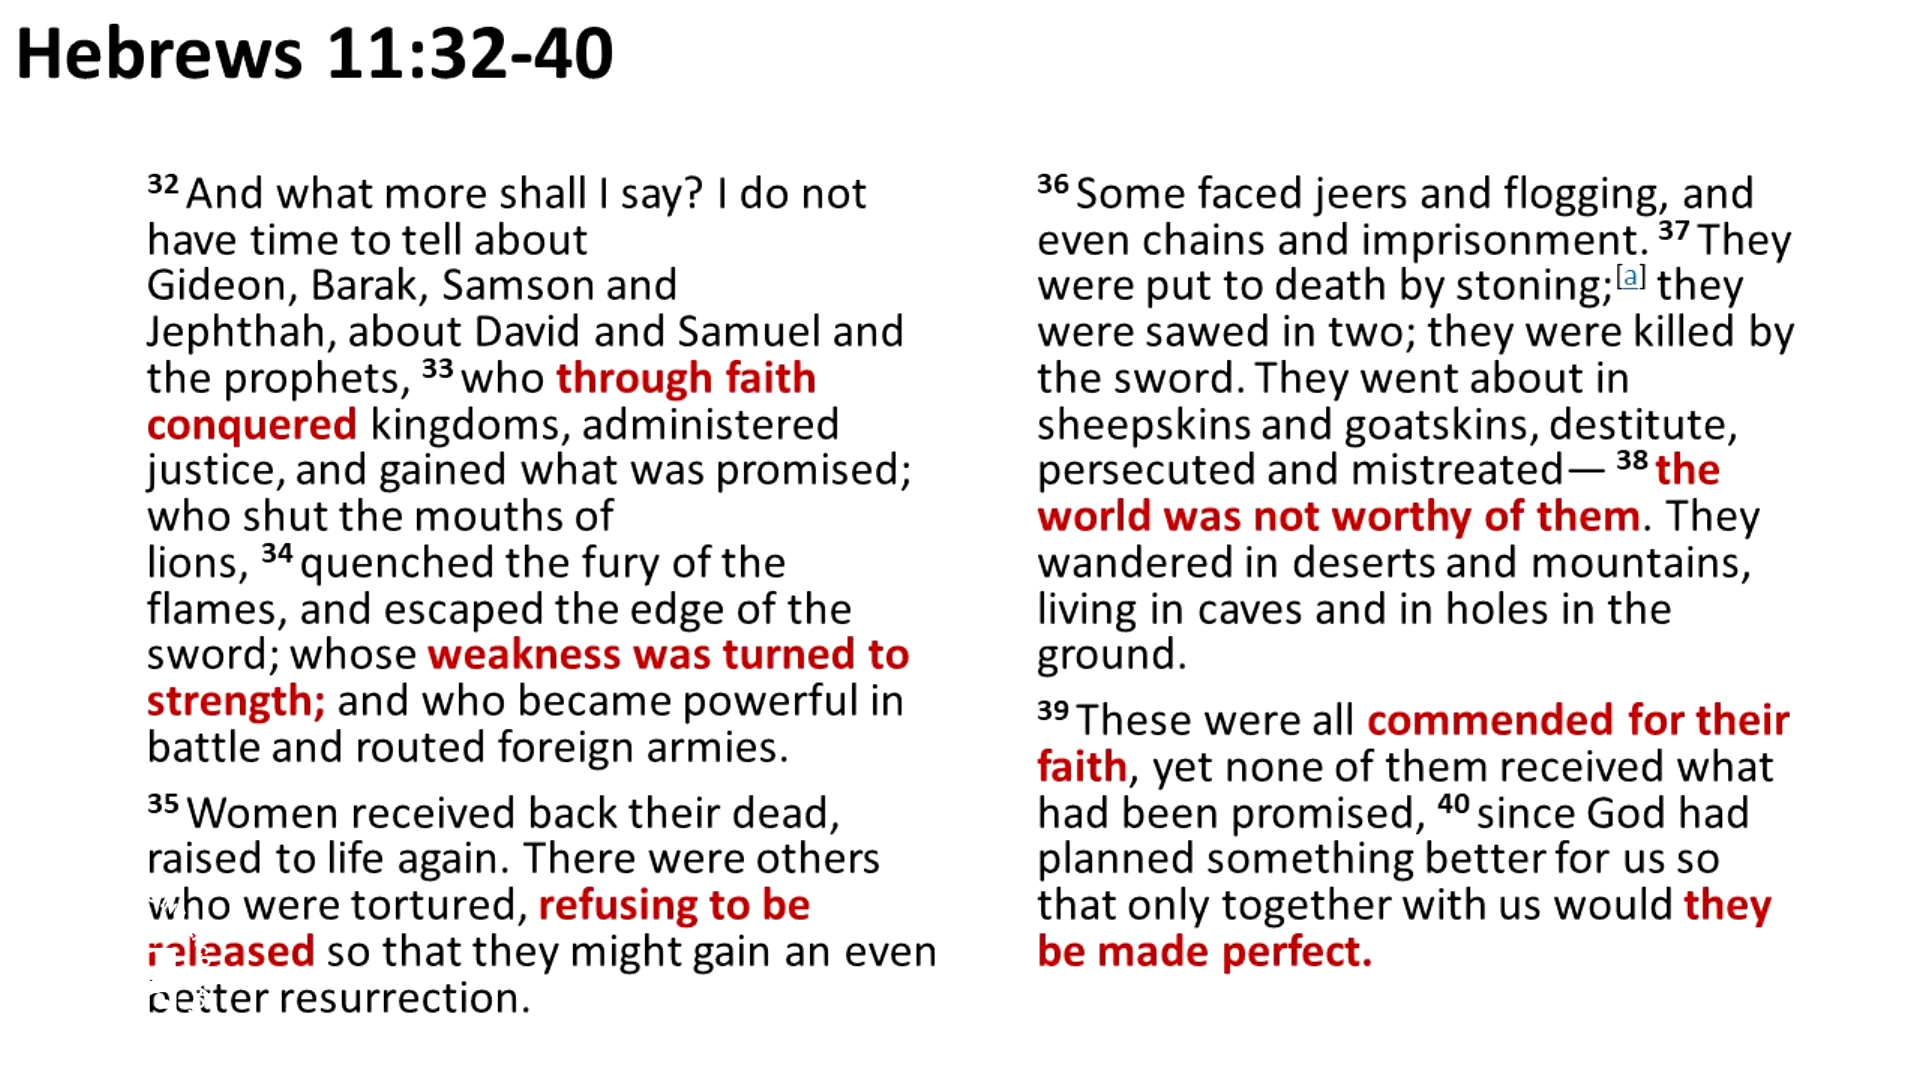 Hebrews 11:32-40
32 And what more shall I say? I do not
have time to tell about
Gideon, Barak, Samson and
Jephthah, about David and Samuel and
the prophets, 33 who through faith
conquered kingdoms, administered
justice, and gained what was promised;
who shut the mouths of
lions, 34 quenched the fury of the
flames, and escaped the edge of the
sword; whose weakness was turned to
strength; and who became powerful in
battle and routed foreign armies.
35 Women received back their dead,
raised to life again. There were others
who were tortured, refusing to be
released so that they might gain an even
better resurrection.
36 Some faced jeers and flogging, and
even chains and imprisonment. 37 They
were put to death by stoning;[a] they
were sawed in two; they were killed by
the sword. They went about in
sheepskins and goatskins, destitute,
persecuted and mistreated— 38 the
world was not worthy of them. They
wandered in deserts and mountains,
living in caves and in holes in the
ground.
39 These were all commended for their
faith, yet none of them received what
had been promised, 40 since God had
planned something better for us so
that only together with us would they
be made perfect.